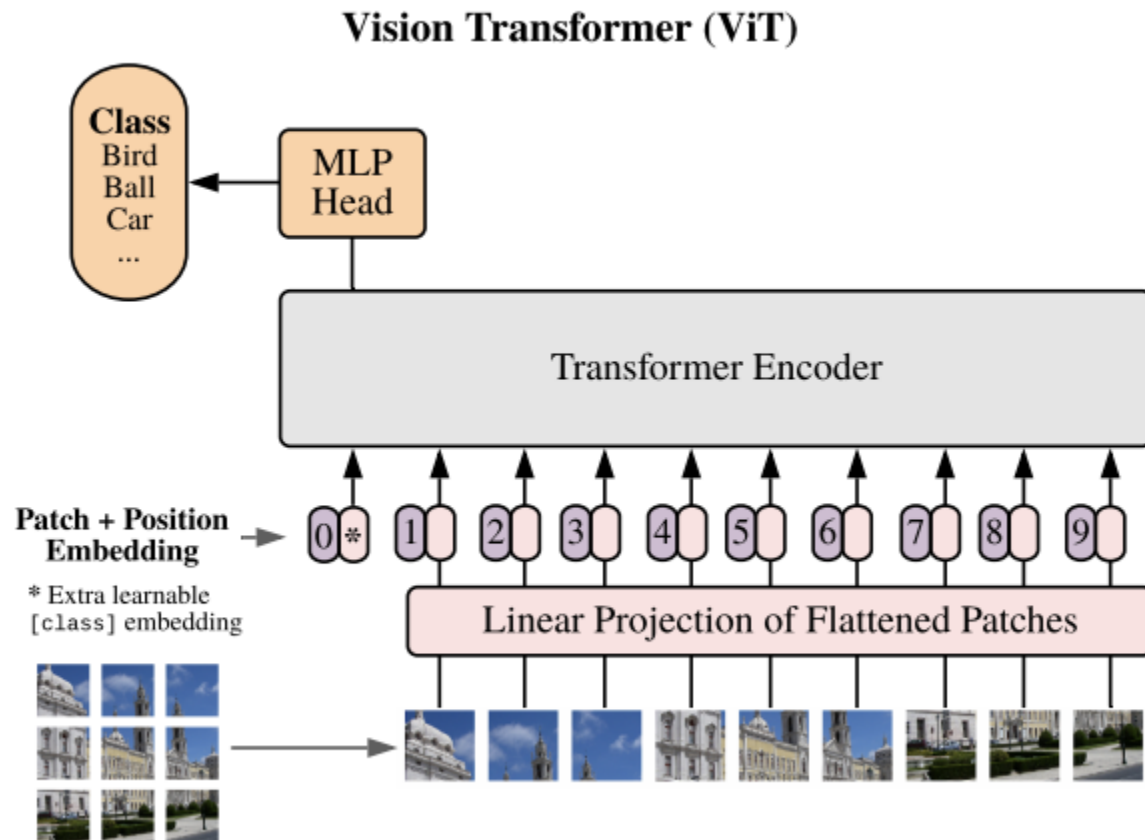 Vision Transformer (ViT)
Class
Bird
Ball
Car
...
MLP
Head
Transformer Encoder
Patch + Position
Embedding
0 * 1 2 3 4 5 6 7 8 9
* Extra learnable
[class] embedding
Linear Projection of Flattened Patches